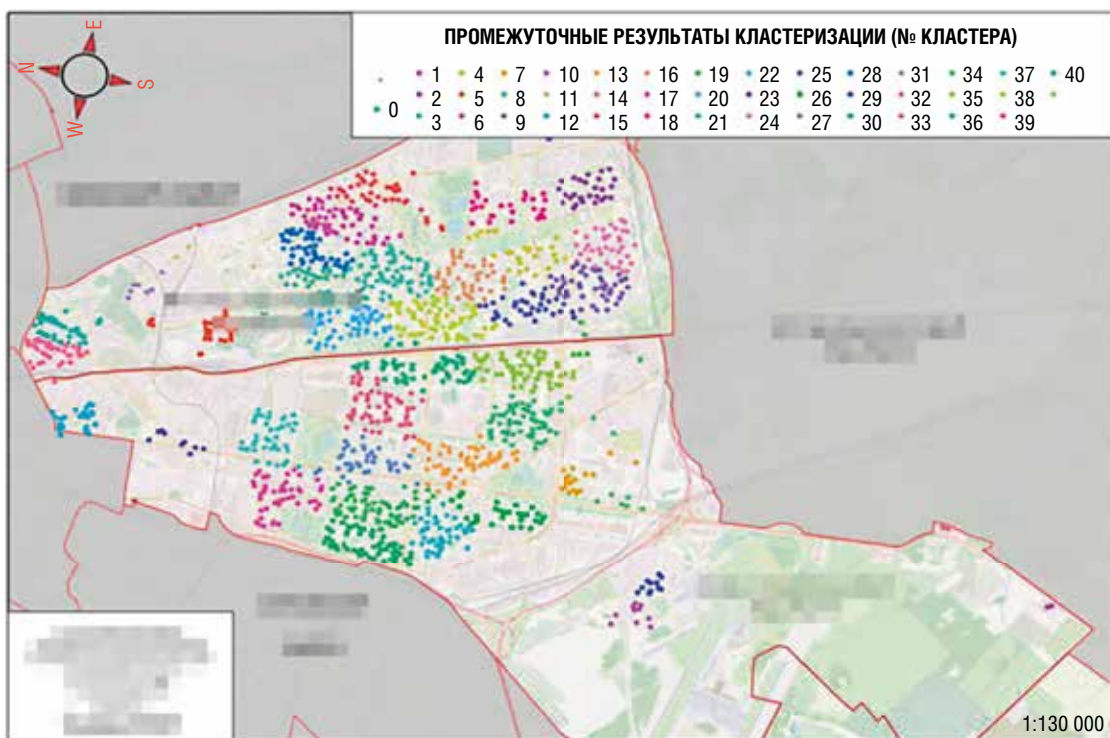 ПРОМЕЖУТОЧНЫЕ РЕЗУЛЬТАТЫ КЛАСТЕРИЗАЦИИ (№ КЛАСТЕРА)
1 4 7 10 13 16 19 22 25 28 31 34 37 40
0 2 5 8 11 14 17 20 23 26 29 32 35 38
3 6 9 12 15 18 21 24 27 30 33 36 39
E
N
S
W
1:130 000